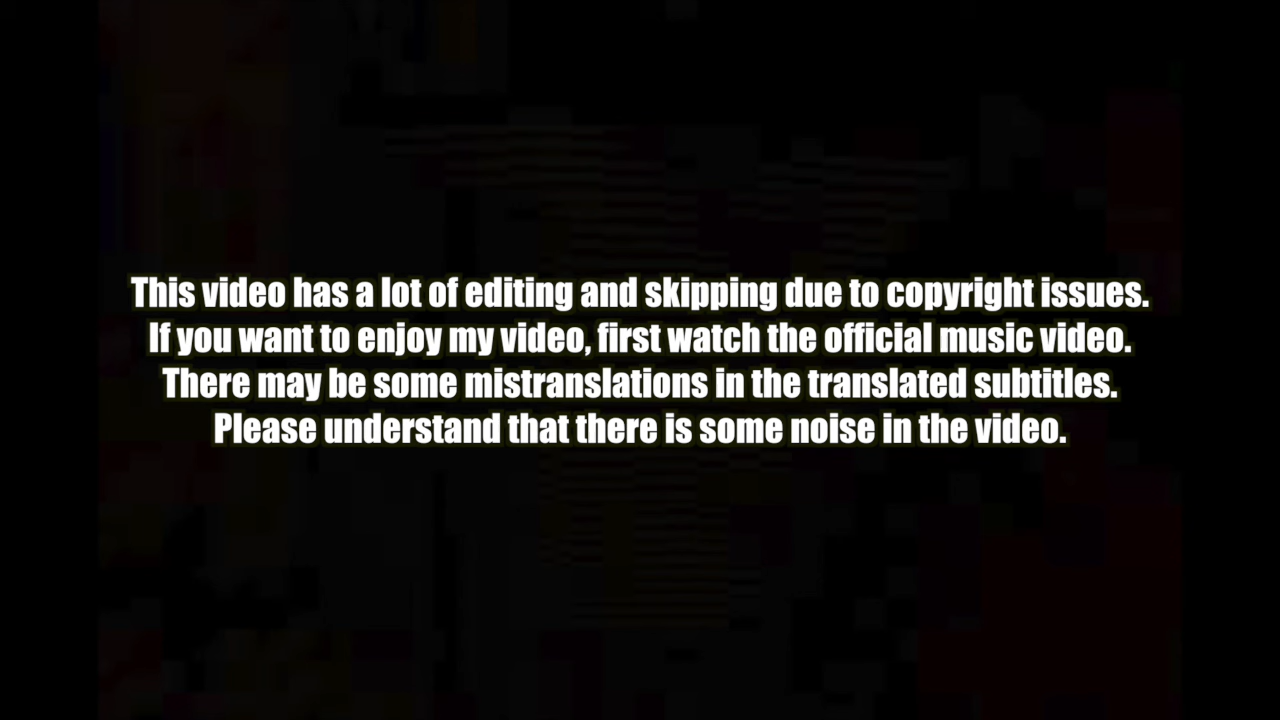 This video has a lot of editing and skipping due to copyright issues.
If you want to enjoy my video, first watch the official music video.
There may be some mistranslations in the translated subtitles.
Please understand that there is some noise in the video.